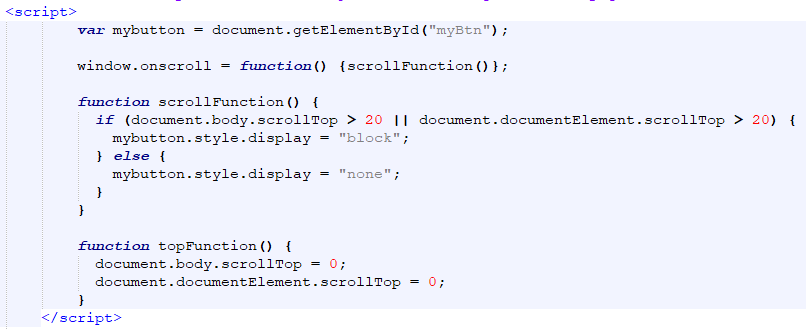 <script>
var mybutton = document.getElementById("myBtn");
window.onscroll = function() {scrollFunction()};
function scrollFunction() {
if (document.body.scrollTop > 20 || document.documentElement.scrollTop > 20) {
mybutton.style.display = "block";
} else {
mybutton.style.display = "none";
}
}
function topFunction() {
document.body.scrollTop = 0;
document.documentElement.scrollTop = 0;
}
</script>